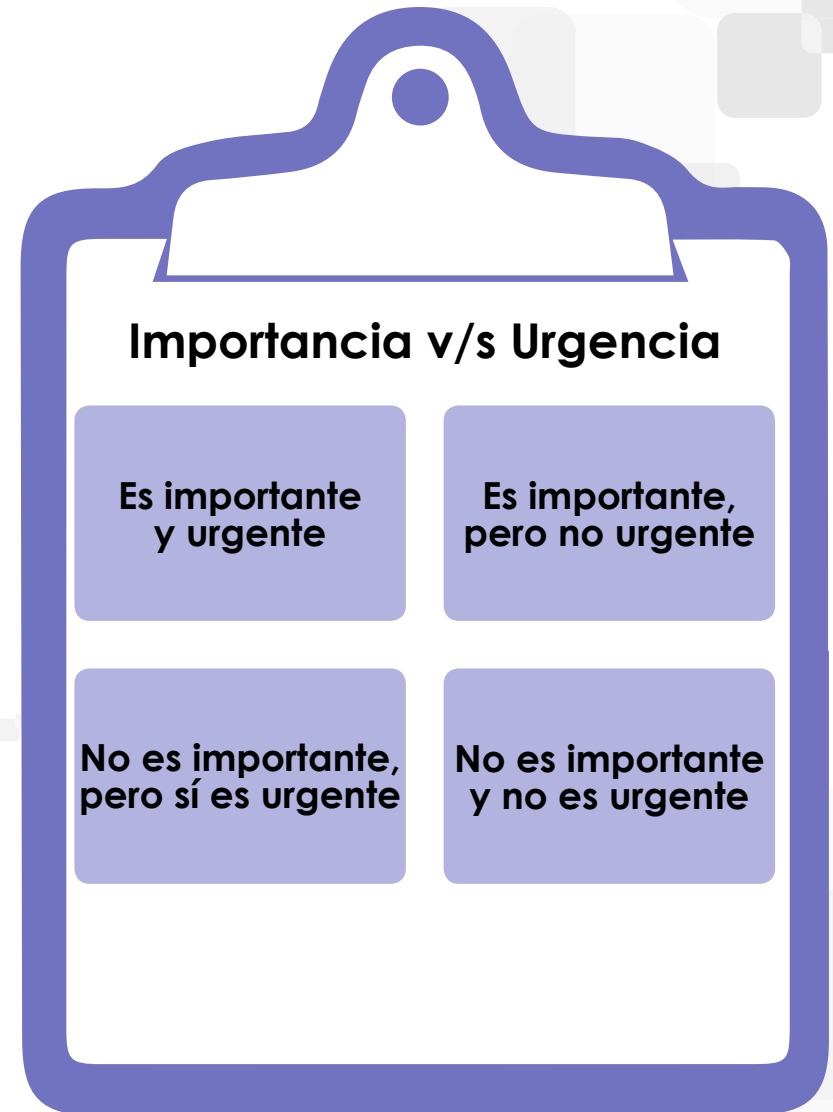 Importancia v/s Urgencia
Es importante
y urgente
Es importante,
pero no urgente
No es importante,
pero sí es urgente
No es importante
y no es urgente